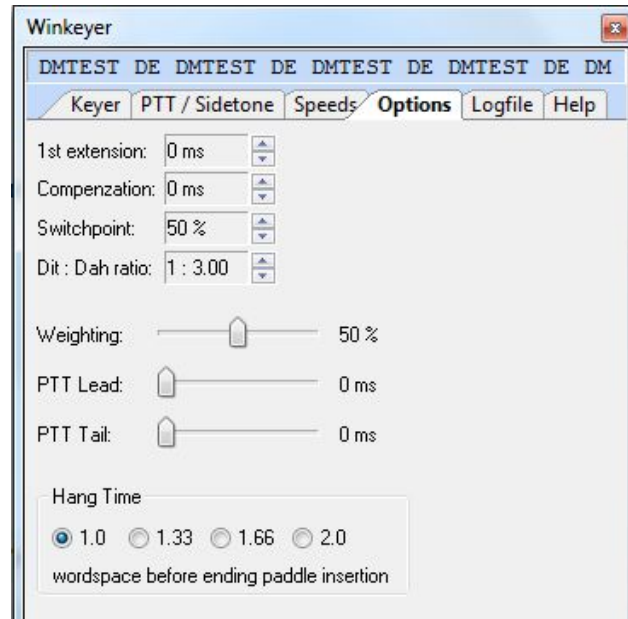 Winkeyer
DMTEST DE DMTEST DE DMTEST DE DMTEST DE DM
Keyer PTT / Sidetone Speeds Options Logfile Help
1st extension: 0 ms
Compenzation: 0 ms
Switchpoint: 50 %
Dit : Dah ratio: 1 : 3.00
Weighting: 50 %
PTT Lead: 0 ms
PTT Tail: 0 ms
Hang Time
1.0 1.33 1.66 2.0
wordspace before ending paddle insertion